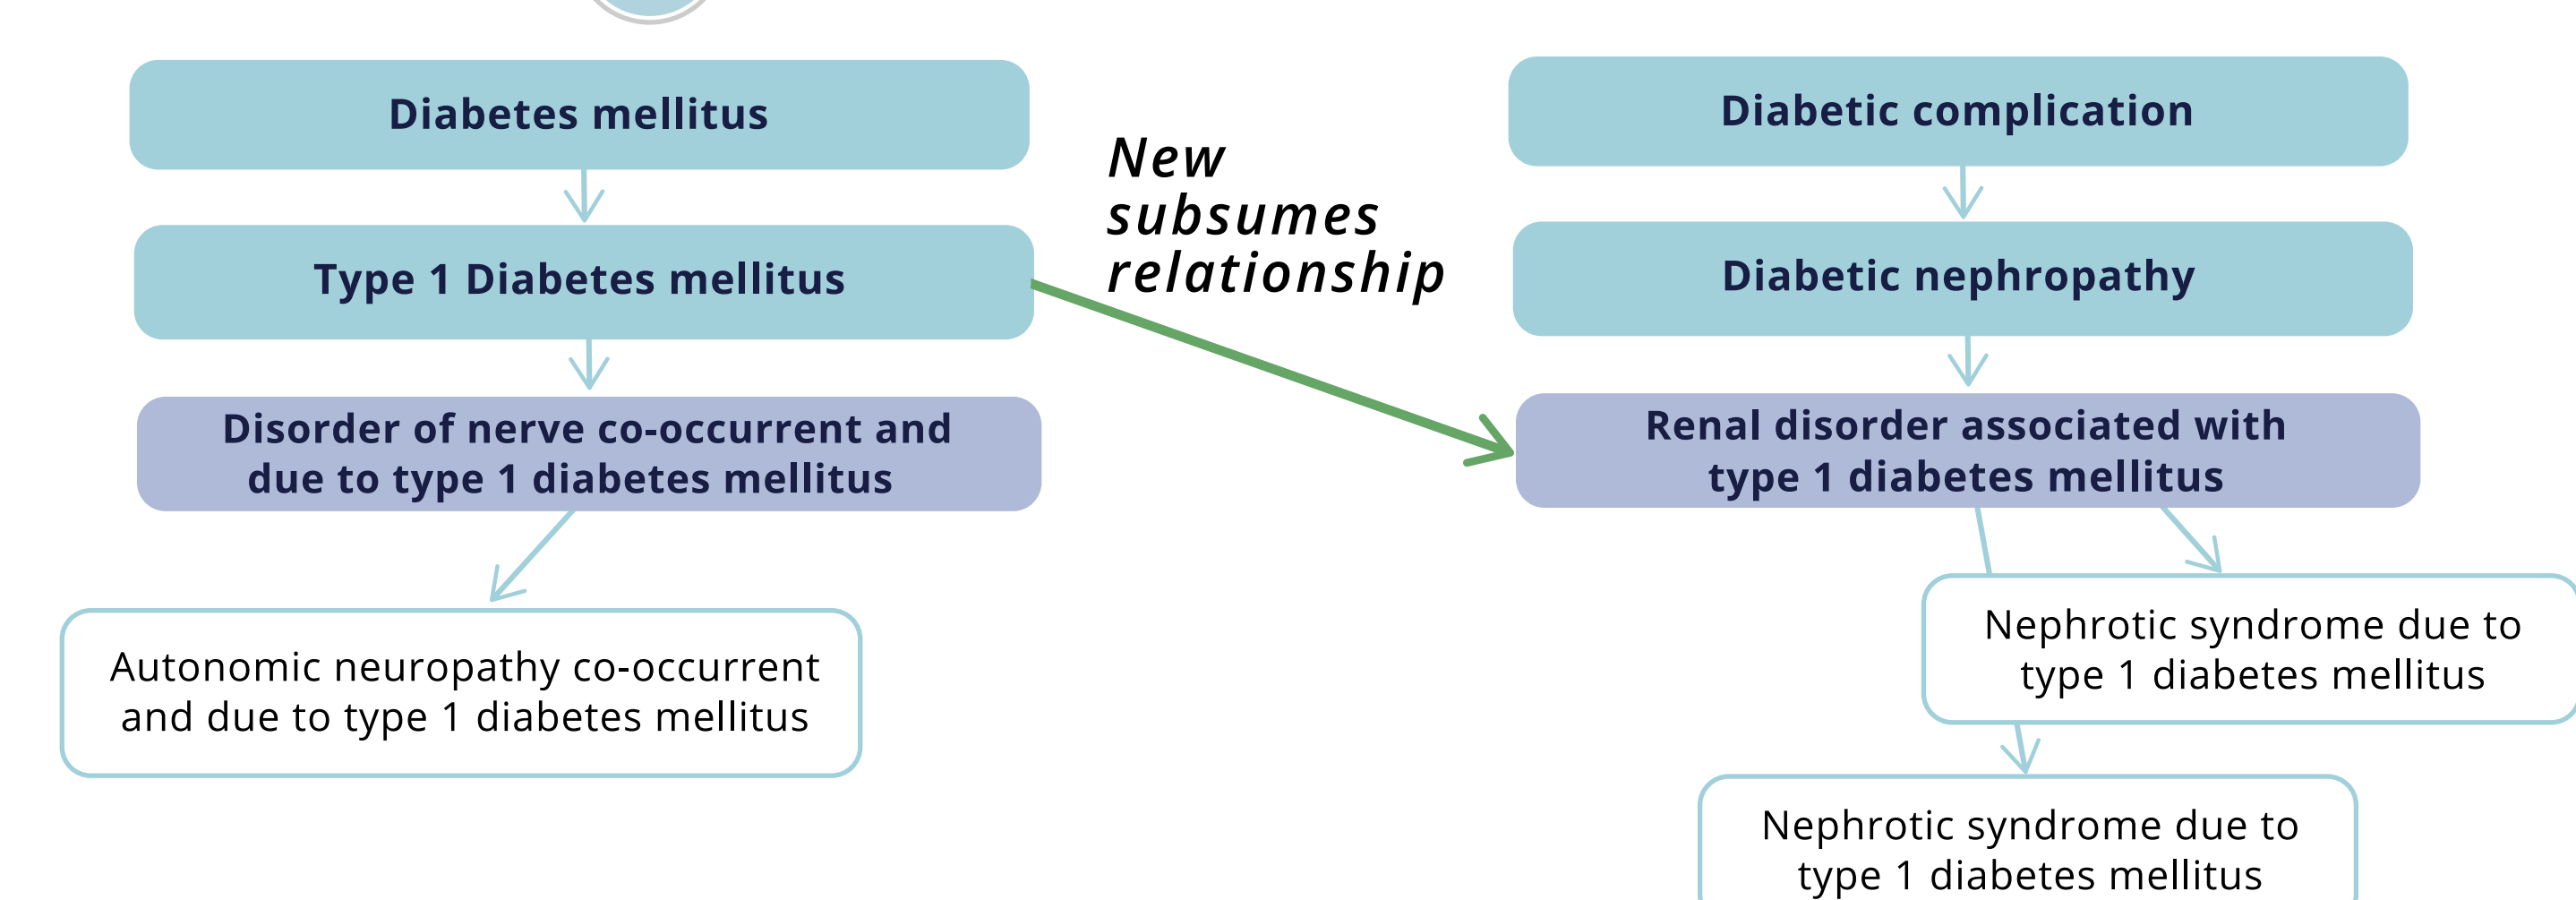 Diabetes mellitus
Type 1 Diabetes mellitus
Disorder of nerve co-occurrent and
due to type 1 diabetes mellitus
Autonomic neuropathy co-occurrent
and due to type 1 diabetes mellitus
New
subsumes
relationship
Diabetic complication
Diabetic nephropathy
Renal disorder associated with
type 1 diabetes mellitus
Nephrotic syndrome due to
type 1 diabetes mellitus
Nephrotic syndrome due to
type 1 diabetes mellitus